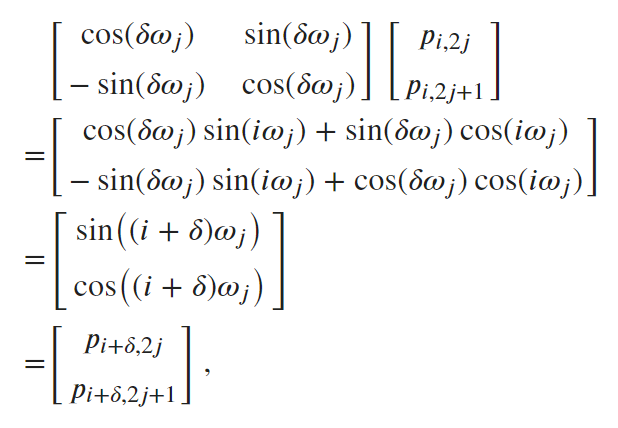 [ cos(δω_j) sin(δω_j) ; − sin(δω_j) cos(δω_j) ] [ p_{i,2j} ; p_{i,2j+1} ]
= [ cos(δω_j) sin(iω_j) + sin(δω_j) cos(iω_j) ; − sin(δω_j) sin(iω_j) + cos(δω_j) cos(iω_j) ]
= [ sin((i + δ)ω_j) ; cos((i + δ)ω_j) ]
= [ p_{i+δ,2j} ; p_{i+δ,2j+1} ] ,